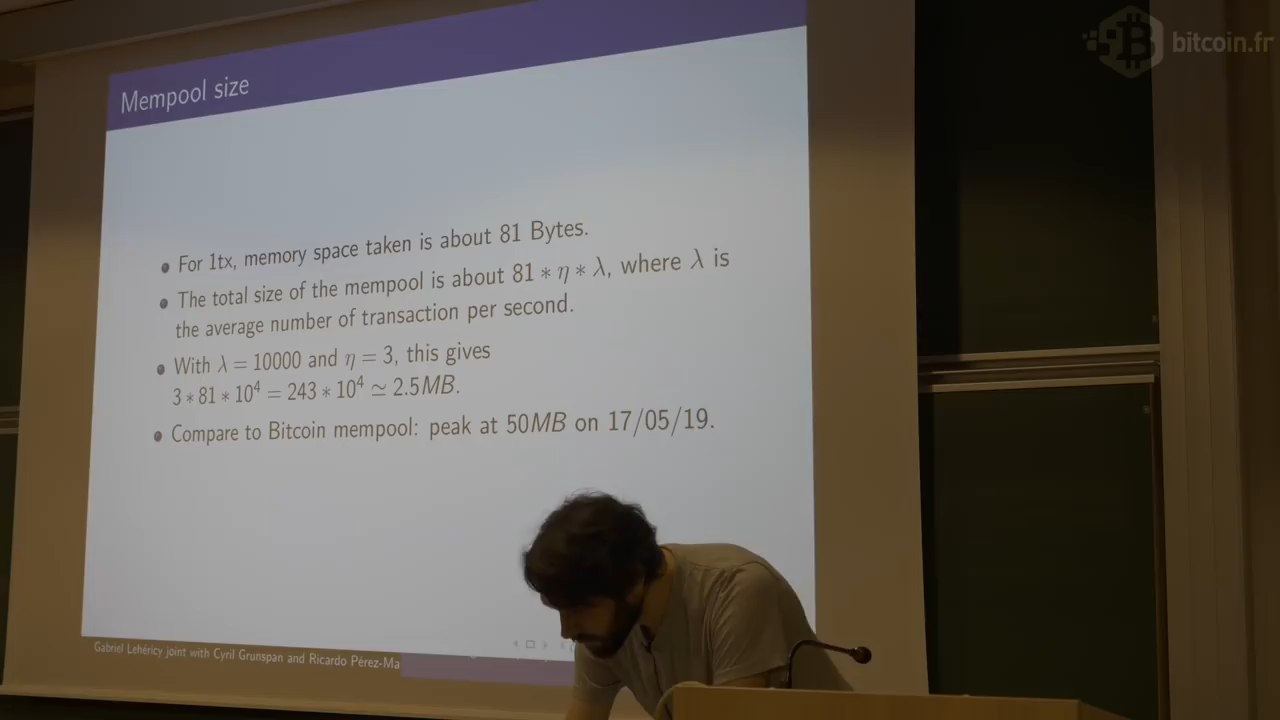 bitcoin.fr
Mempool size
For 1tx, memory space taken is about 81 Bytes.
The total size of the mempool is about 81 ∗ η ∗ λ, where λ is
the average number of transaction per second.
With λ = 10000 and η = 3, this gives
3 ∗ 81 ∗ 10⁴ = 243 ∗ 10⁴ ≃ 2.5MB.
Compare to Bitcoin mempool: peak at 50MB on 17/05/19.
Gabriel Lehéricy joint with Cyril Grunspan and Ricardo Pérez-Ma